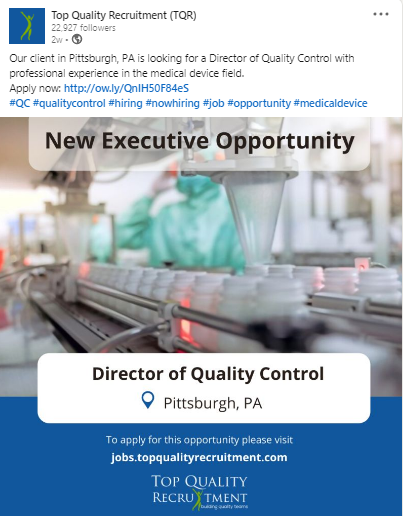 Top Quality Recruitment (TQR)
22,927 followers
2w •
Our client in Pittsburgh, PA is looking for a Director of Quality Control with
professional experience in the medical device field.
Apply now: http://ow.ly/QnIH50F84eS
#QC #qualitycontrol #hiring #nowhiring #job #opportunity #medicaldevice
New Executive Opportunity
Director of Quality Control
Pittsburgh, PA
To apply for this opportunity please visit
jobs.topqualityrecruitment.com
TOP QUALITY
RECRUITMENT
building quality teams